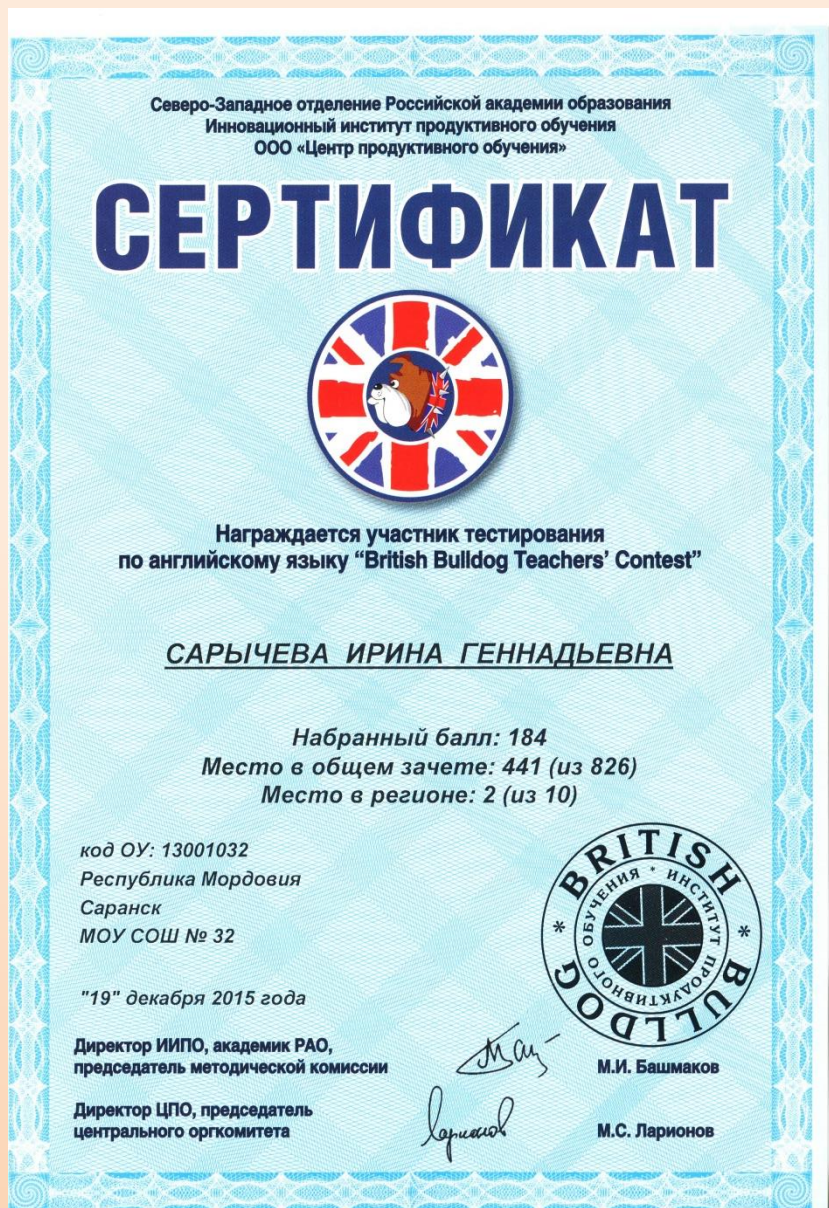 Северо-Западное отделение Российской академии образования
Инновационный институт продуктивного обучения
ООО «Центр продуктивного обучения»
СЕРТИФИКАТ
Награждается участник тестирования
по английскому языку “British Bulldog Teachers’ Contest”
САРЫЧЕВА ИРИНА ГЕННАДЬЕВНА
Набранный балл: 184
Место в общем зачете: 441 (из 826)
Место в регионе: 2 (из 10)
код ОУ: 13001032
Республика Мордовия
Саранск
МОУ СОШ № 32
"19" декабря 2015 года
BRITISH * BULLDOG *
ИНСТИТУТ ПРОДУКТИВНОГО ОБУЧЕНИЯ *
Директор ИИПО, академик РАО,
председатель методической комиссии
М.И. Башмаков
Директор ЦПО, председатель
центрального оргкомитета
Ларионов
М.С. Ларионов